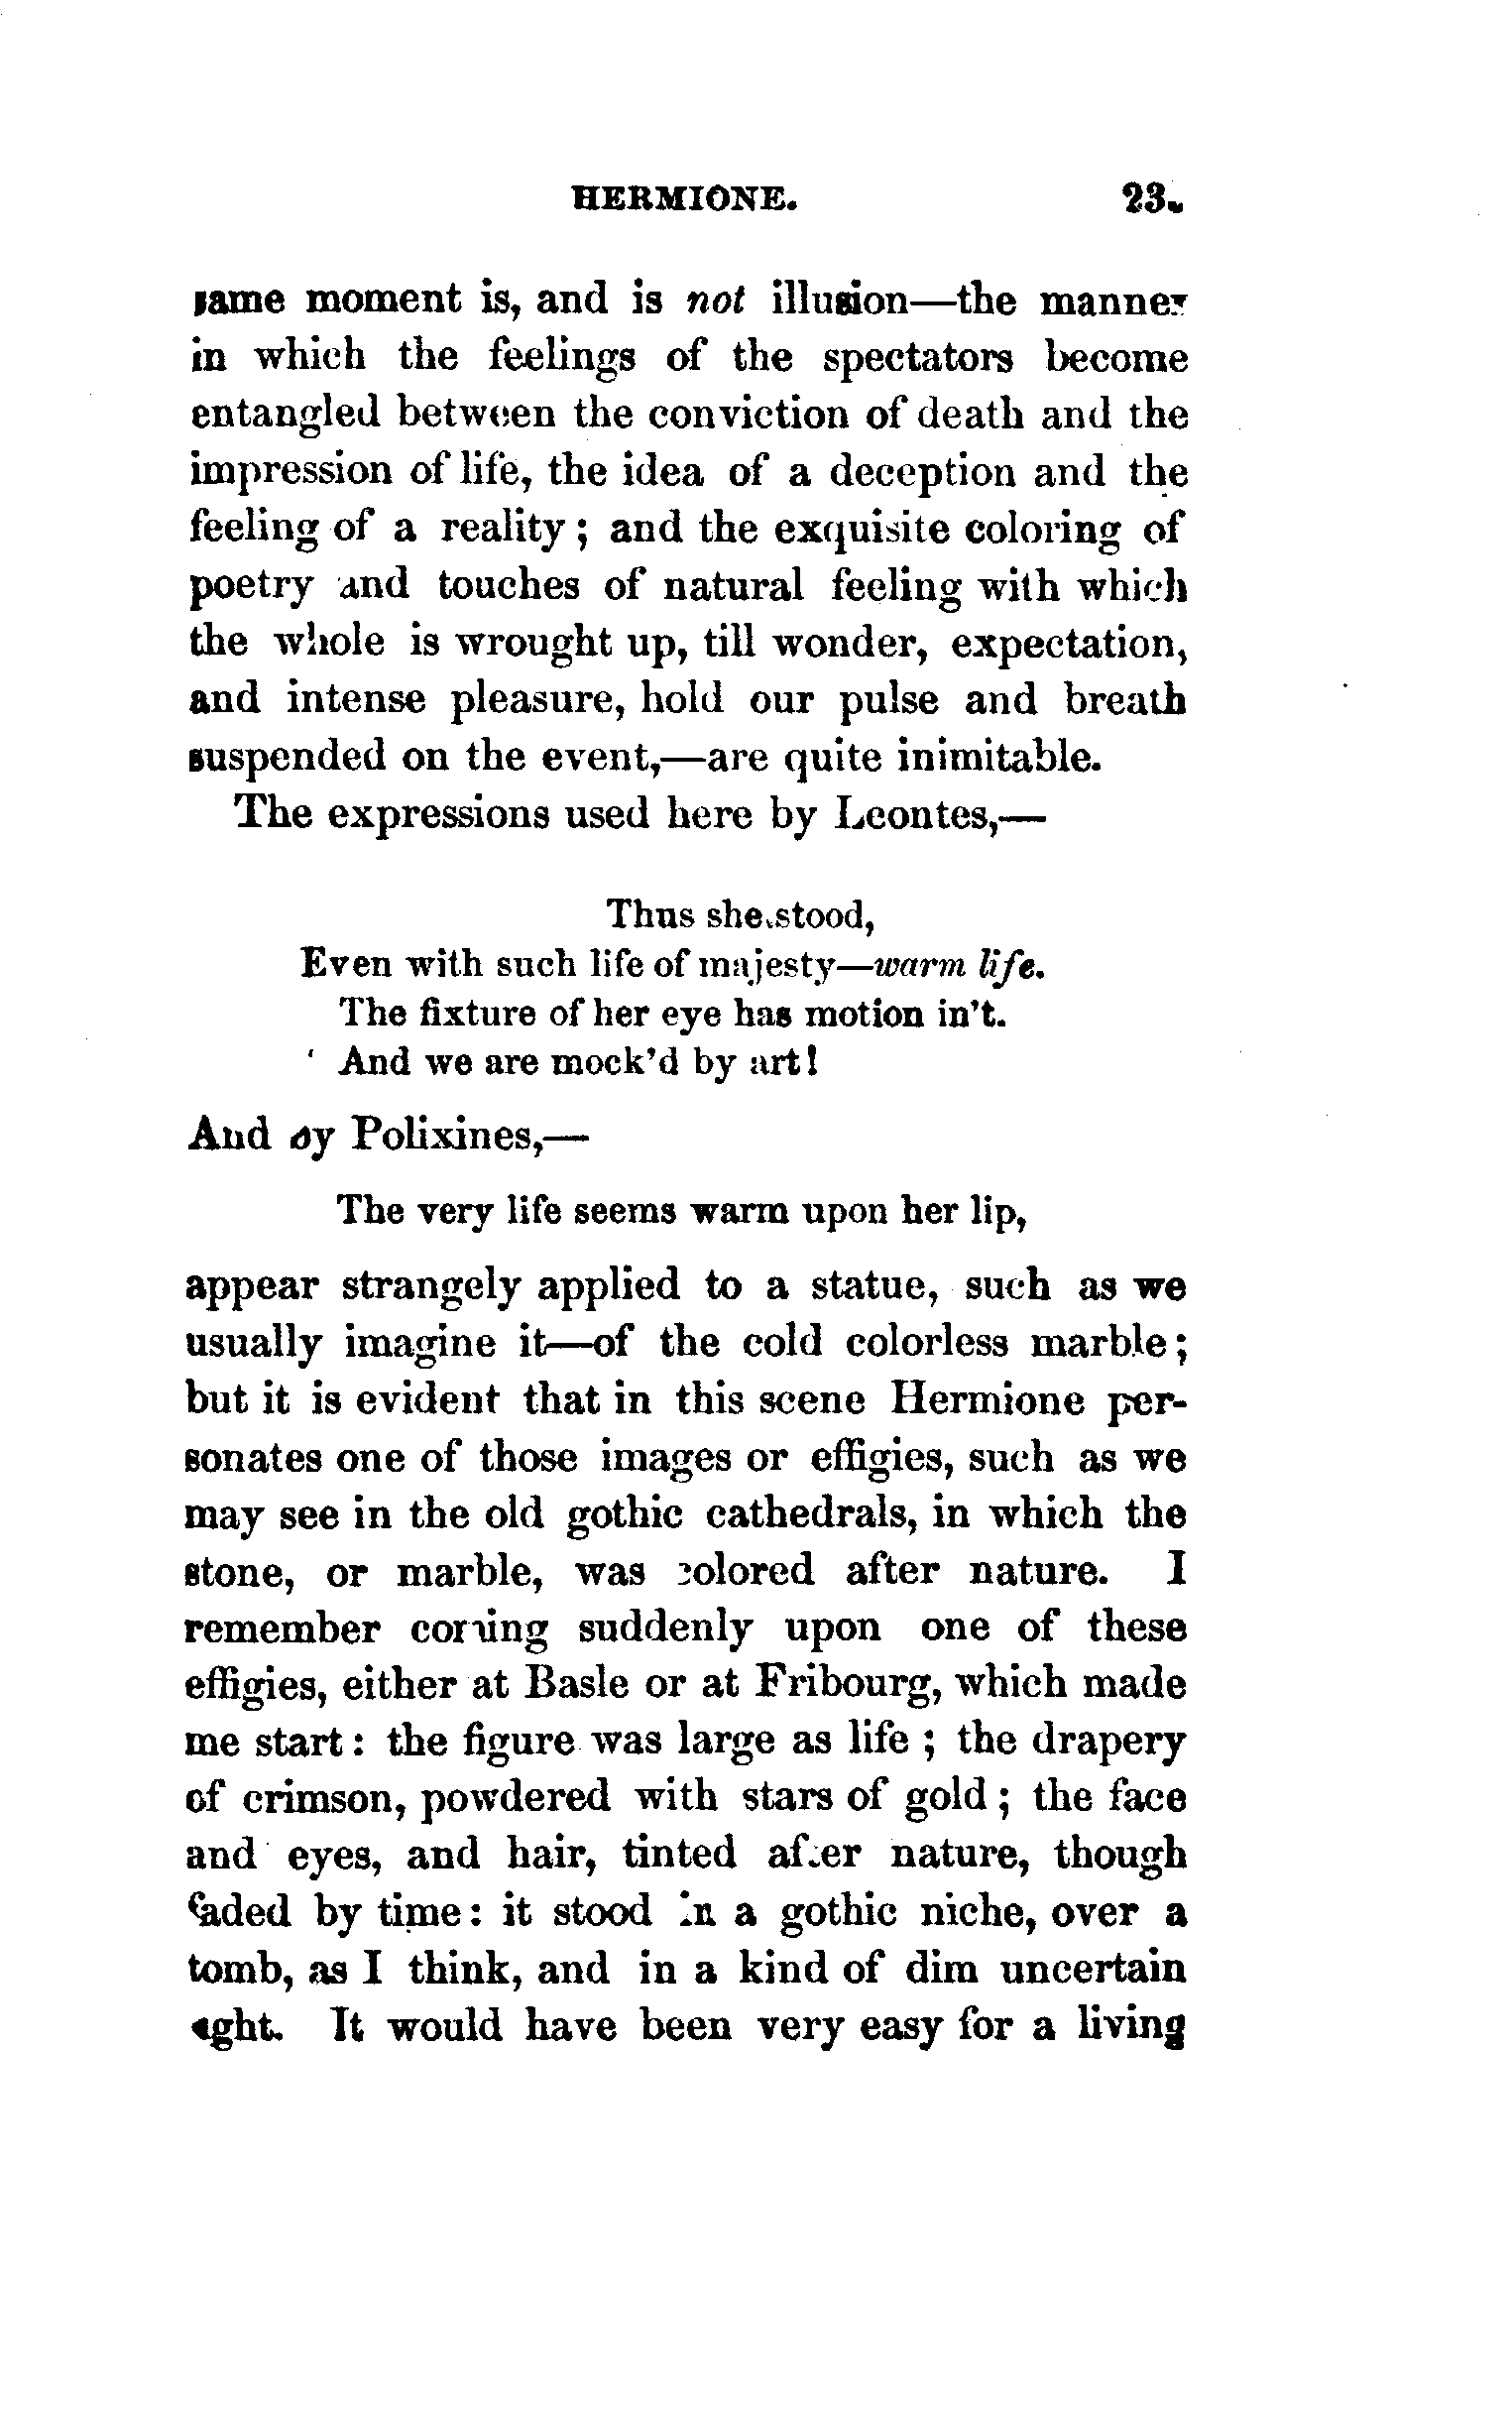 HERMIONE. 23
same moment is, and is not illusion—the manner
in which the feelings of the spectators become
entangled between the conviction of death and the
impression of life, the idea of a deception and the
feeling of a reality; and the exquisite coloring of
poetry and touches of natural feeling with which
the whole is wrought up, till wonder, expectation,
and intense pleasure, hold our pulse and breath
suspended on the event,—are quite inimitable.
The expressions used here by Leontes,—
Thus she stood,
Even with such life of majesty—warm life.
The fixture of her eye has motion in't.
And we are mock'd by art!
And by Polixines,—
The very life seems warm upon her lip,
appear strangely applied to a statue, such as we
usually imagine it—of the cold colorless marble;
but it is evident that in this scene Hermione per-
sonates one of those images or effigies, such as we
may see in the old gothic cathedrals, in which the
stone, or marble, was colored after nature. I
remember coming suddenly upon one of these
effigies, either at Basle or at Fribourg, which made
me start: the figure was large as life; the drapery
of crimson, powdered with stars of gold; the face
and eyes, and hair, tinted after nature, though
faded by time: it stood in a gothic niche, over a
tomb, as I think, and in a kind of dim uncertain
light. It would have been very easy for a living